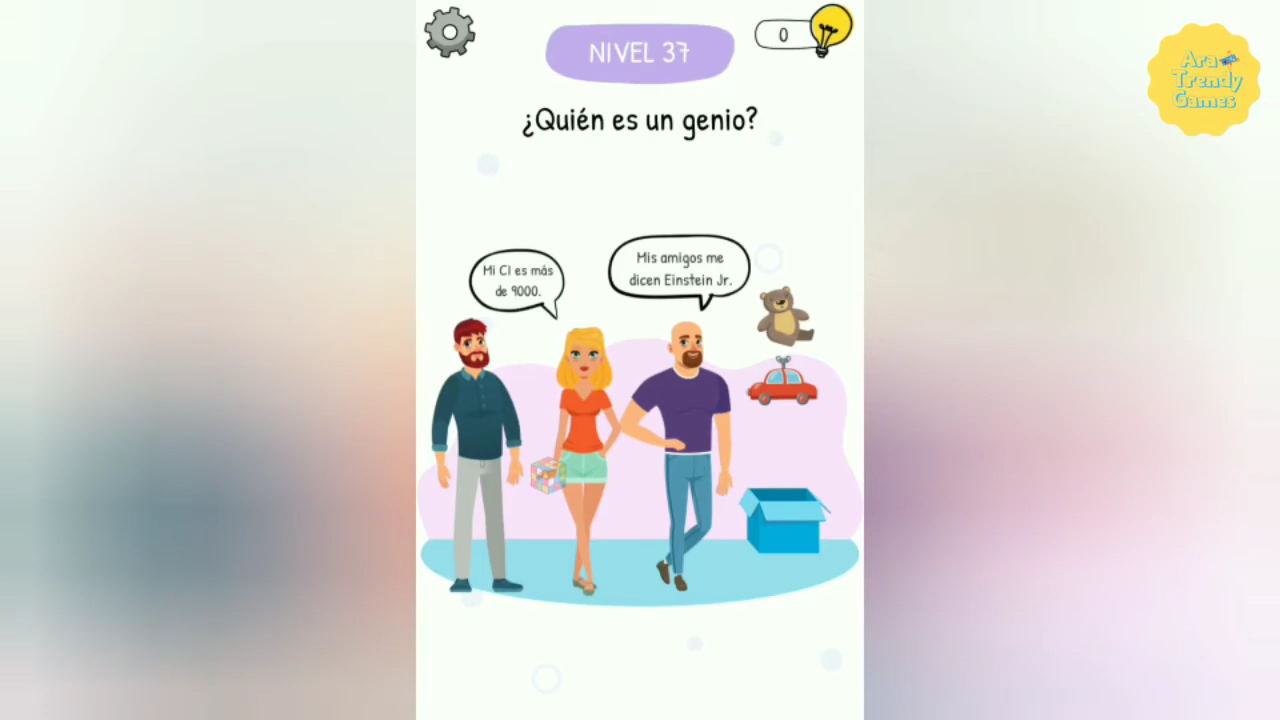 NIVEL 37
0
¿Quién es un genio?
Mi CI es más
de 9000.
Mis amigos me
dicen Einstein Jr.
Ara
Trendy
Games